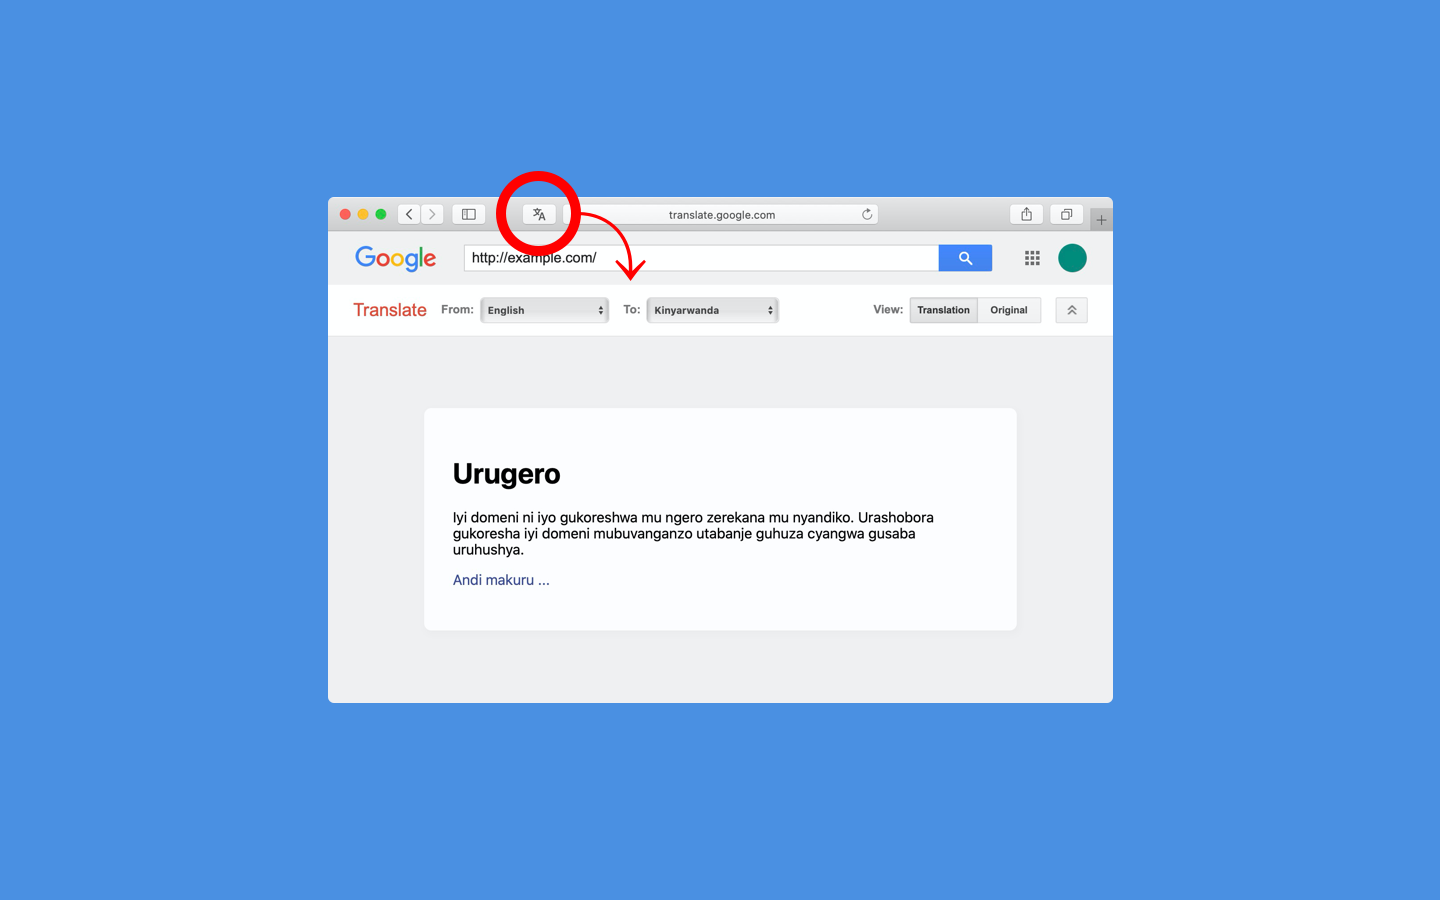 translate.google.com
Google
http://example.com/
Translate From: English To: Kinyarwanda View: Translation Original
Urugero
Iyi domeni ni iyo gukoreshwa mu ngero zerekana mu nyandiko. Urashobora
gukoresha iyi domeni mubuvanganzo utabanje guhuza cyangwa gusaba
uruhushya.
Andi makuru ...